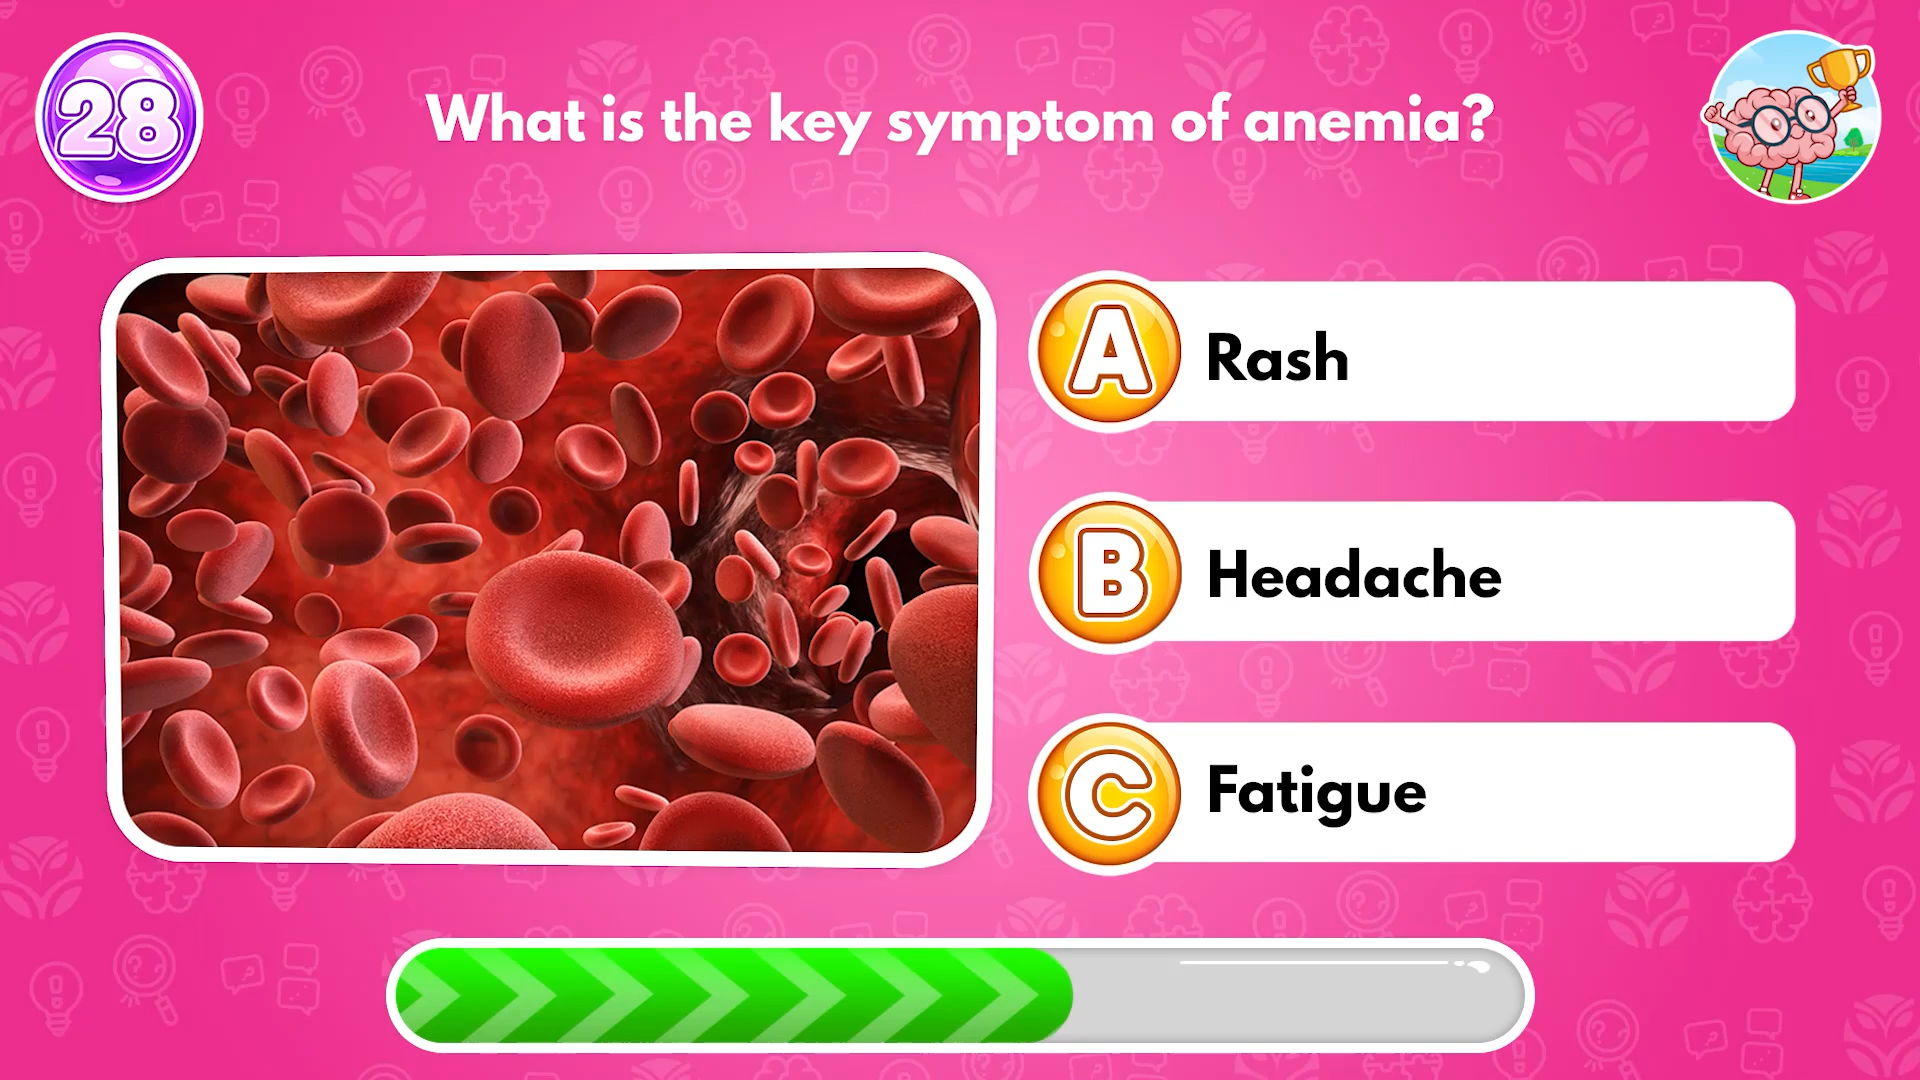 28
What is the key symptom of anemia?
A Rash
B Headache
C Fatigue